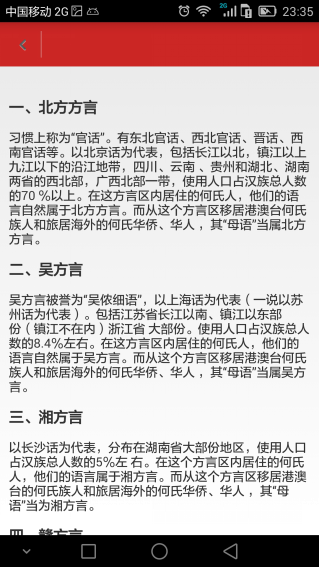 中国移动 2G
2G
23:35
一、北方方言
习惯上称为“官话”。有东北官话、西北官话、晋话、西
南官话等。以北京话为代表，包括长江以北，镇江以上
九江以下的沿江地带，四川、云南 、贵州和湖北、湖南
两省的西北部，广西北部一带，使用人口占汉族总人数
的70 %以上。在这方言区内居住的何氏人，他们的语
言自然属于北方方言。而从这个方言区移居港澳台何氏
族人和旅居海外的何氏华侨、华人 ，其“母语”当属北方
方言。
二、吴方言
吴方言被誉为“吴侬细语”，以上海话为代表（一说以苏
州话为代表）。包括江苏省长江以南、镇江以东部
份（镇江不在内）浙江省 大部份。使用人口占汉族总人
数的8.4%左右。在这方言区内居住的何氏人，他们的
语言自然属于吴方言。而从这个方言区移居港澳台何氏
族人和旅居海外的何氏华侨、华人 ，其“母语”当属吴方
言。
三、湘方言
以长沙话为代表，分布在湖南省大部份地区，使用人口
占汉族总人数的5%左 右。在这个方言区内居住的何氏
人，他们的语言属于湘方言。而从这个方言区移居港澳
台的何氏族人和旅居海外的何氏华侨、华人 ，其“母
语”当为湘方言。
四、赣方言